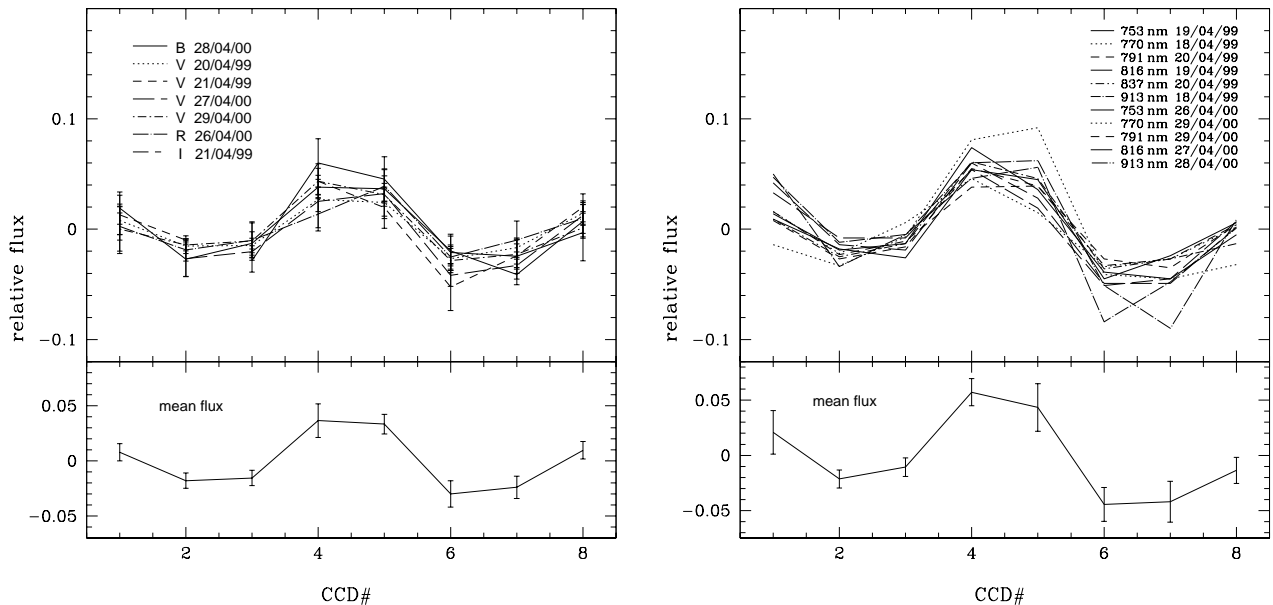 B 28/04/00
V 20/04/99
V 21/04/99
V 27/04/00
V 29/04/00
R 26/04/00
I 21/04/99
0.1
0
−0.1
relative flux
mean flux
0.05
0
−0.05
2
4
6
8
CCD#
753 nm 19/04/99
770 nm 18/04/99
791 nm 20/04/99
816 nm 19/04/99
837 nm 20/04/99
913 nm 18/04/99
753 nm 26/04/00
770 nm 29/04/00
791 nm 29/04/00
816 nm 27/04/00
913 nm 28/04/00
0.1
0
−0.1
relative flux
mean flux
0.05
0
−0.05
2
4
6
8
CCD#